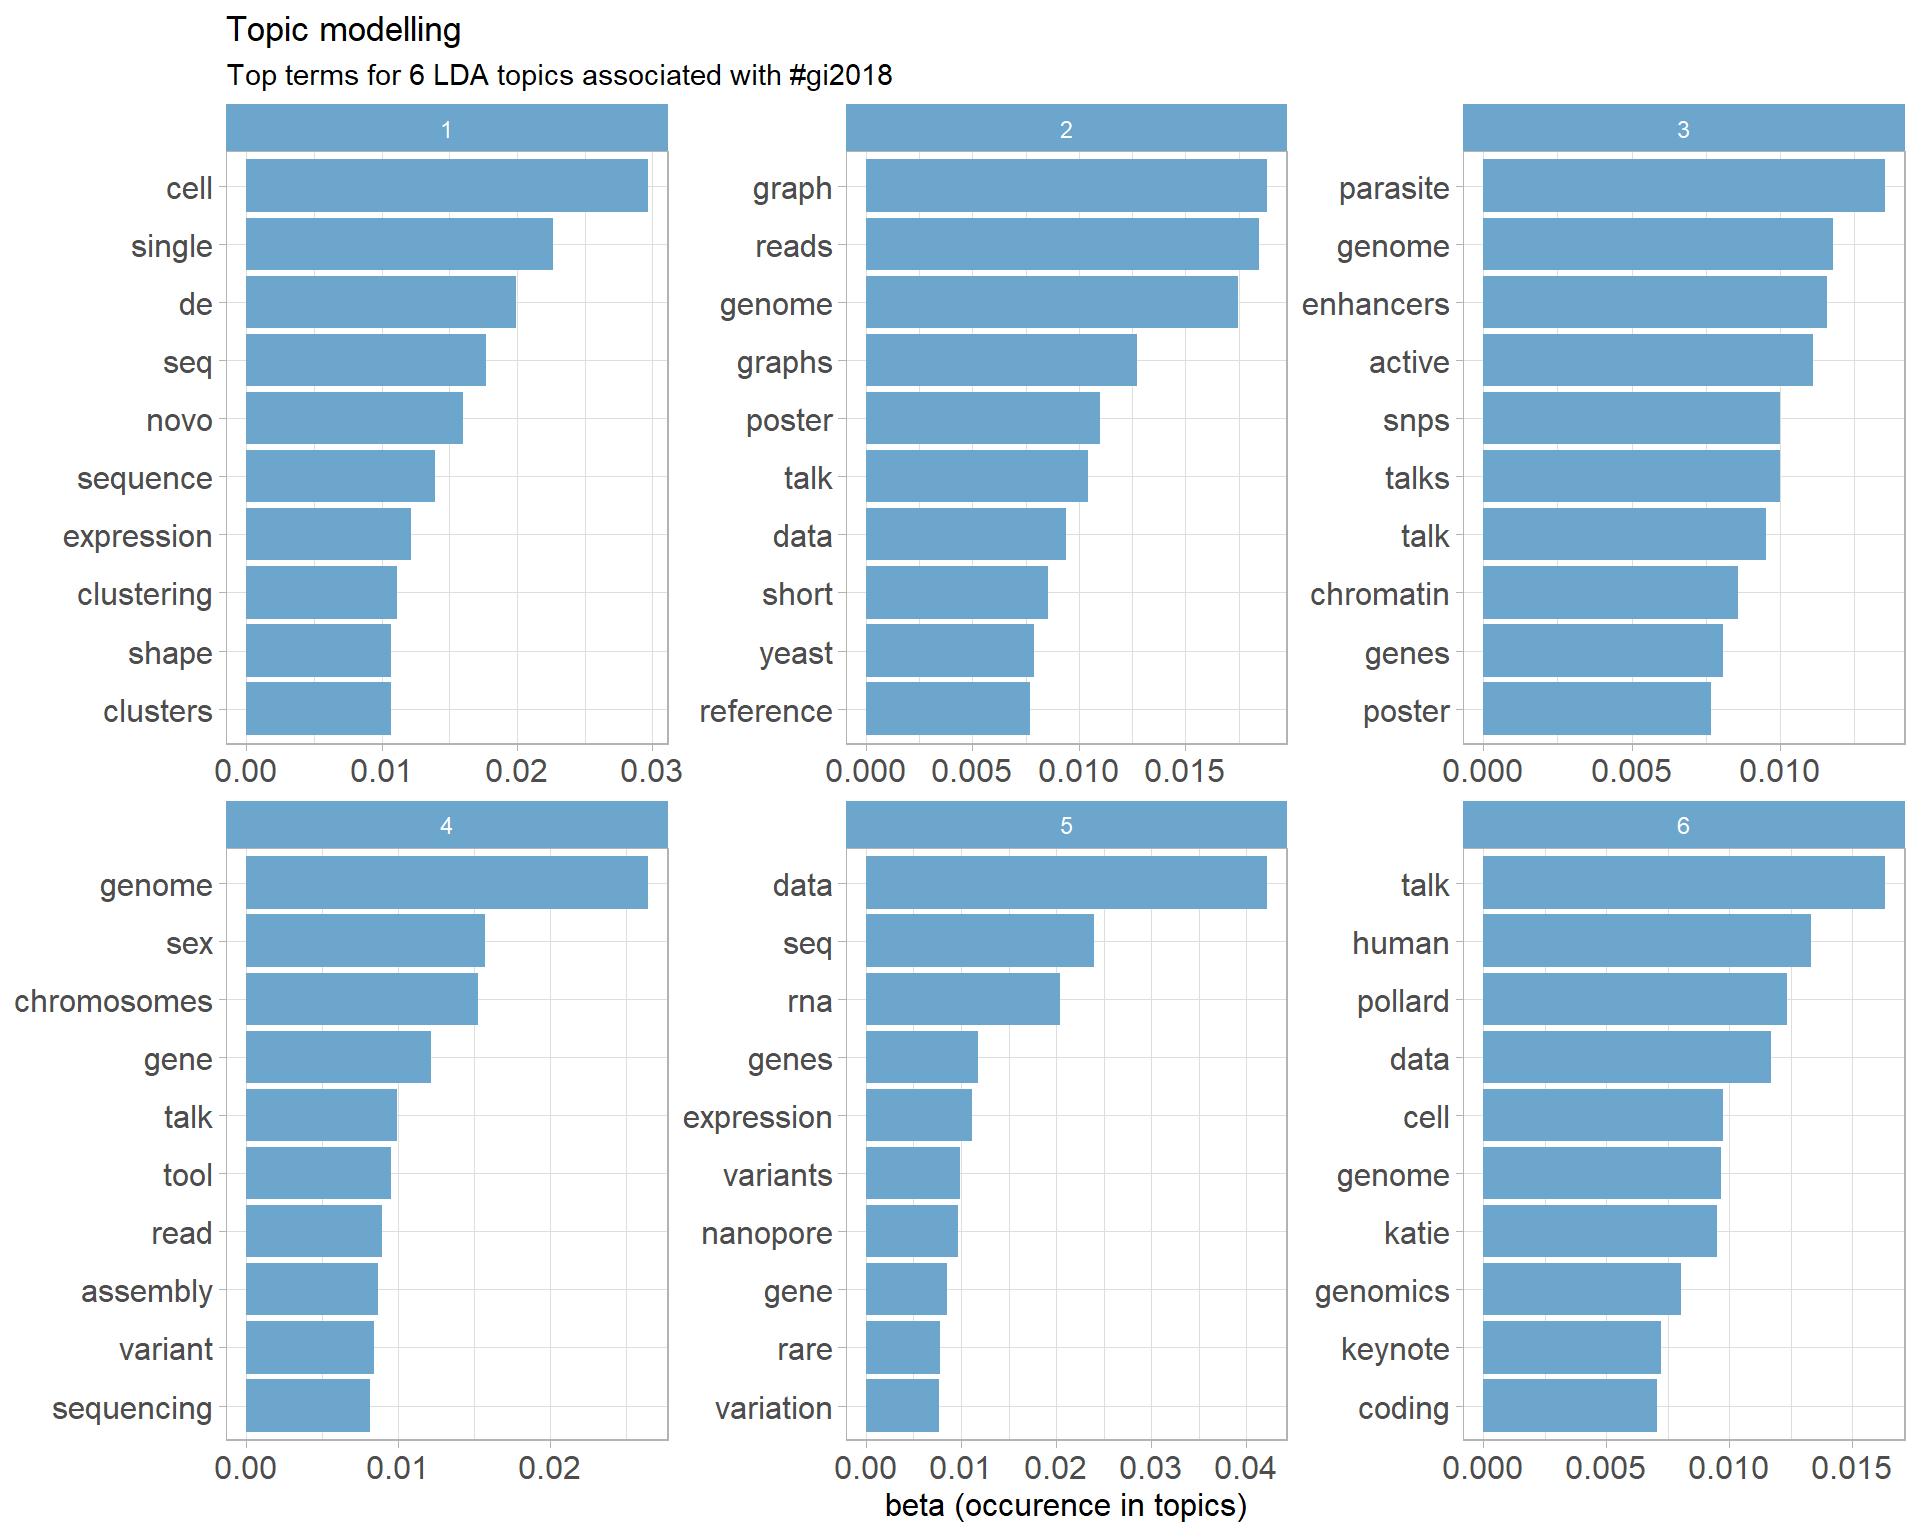 Topic modelling
Top terms for 6 LDA topics associated with #gi2018
1
cell
single
de
seq
novo
sequence
expression
clustering
shape
clusters
0.00 0.01 0.02 0.03
2
graph
reads
genome
graphs
poster
talk
data
short
yeast
reference
0.000 0.005 0.010 0.015
3
parasite
genome
enhancers
active
snps
talks
talk
chromatin
genes
poster
0.000 0.005 0.010
4
genome
sex
chromosomes
gene
talk
tool
read
assembly
variant
sequencing
0.00 0.01 0.02
5
data
seq
rna
genes
expression
variants
nanopore
gene
rare
variation
0.00 0.01 0.02 0.03 0.04
6
talk
human
pollard
data
cell
genome
katie
genomics
keynote
coding
0.000 0.005 0.010 0.015
beta (occurence in topics)